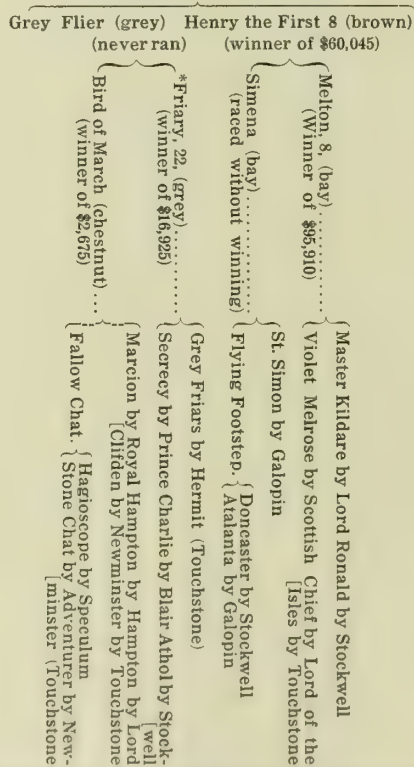 Grey Flier (grey)   Henry the First 8 (brown)
(never ran)   (winner of $60,045)
Melton, 8, (bay)........
(Winner of $95,910)
Simena (bay)............
(raced without winning)
*Friary, 22, (grey)..........
(winner of $16,925)
Bird of March (chestnut) ...
(winner of $2,675)
Master Kildare by Lord Ronald by Stockwell
Violet Melrose by Scottish Chief by Lord of the
[Isles by Touchstone
St. Simon by Galopin
Flying Footstep. { Doncaster by Stockwell
Atalanta by Galopin
Grey Friars by Hermit (Touchstone)
Secrecy by Prince Charlie by Blair Athol by Stock-
[well
Marcion by Royal Hampton by Hampton by Lord
[Clifden by Newminster by Touchstone
Fallow Chat. { Hagioscope by Speculum
Stone Chat by Adventurer by New-
[minster (Touchstone